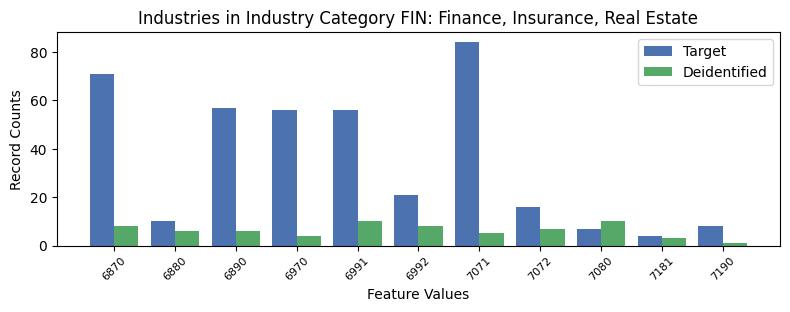 Industries in Industry Category FIN: Finance, Insurance, Real Estate
Target
Deidentified
Record Counts
80
60
40
20
0
6870 6880 6890 6970 6991 6992 7071 7072 7080 7181 7190
Feature Values